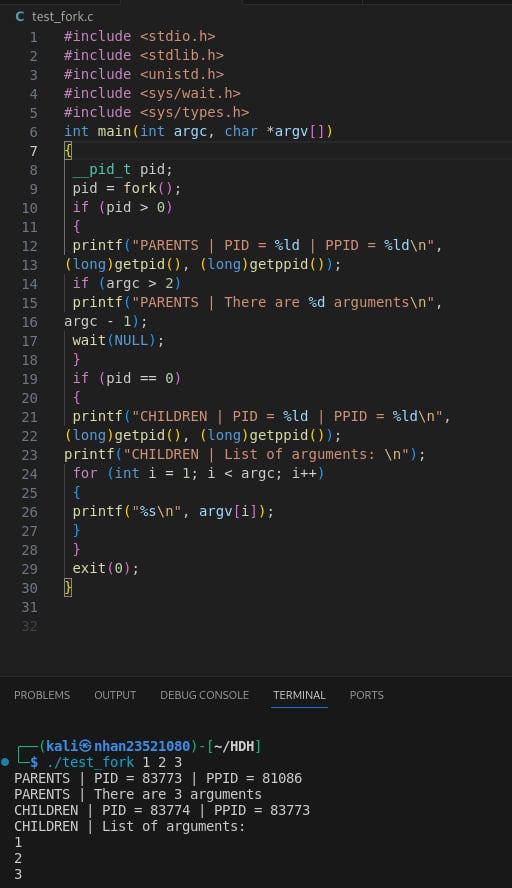 C test_fork.c
1 #include <stdio.h>
2 #include <stdlib.h>
3 #include <unistd.h>
4 #include <sys/wait.h>
5 #include <sys/types.h>
6 int main(int argc, char *argv[])
7 {
8 __pid_t pid;
9 pid = fork();
10 if (pid > 0)
11 {
12 printf("PARENTS | PID = %ld | PPID = %ld\n",
13 (long)getpid(), (long)getppid());
14 if (argc > 2)
15 printf("PARENTS | There are %d arguments\n",
16 argc - 1);
17 wait(NULL);
18 }
19 if (pid == 0)
20 {
21 printf("CHILDREN | PID = %ld | PPID = %ld\n",
22 (long)getpid(), (long)getppid());
23 printf("CHILDREN | List of arguments: \n");
24 for (int i = 1; i < argc; i++)
25 {
26 printf("%s\n", argv[i]);
27 }
28 }
29 exit(0);
30 }
31
32
PROBLEMS OUTPUT DEBUG CONSOLE TERMINAL PORTS
┌──(kali㉿nhan23521080)-[~/HDH]
└─$ ./test_fork 1 2 3
PARENTS | PID = 83773 | PPID = 81086
PARENTS | There are 3 arguments
CHILDREN | PID = 83774 | PPID = 83773
CHILDREN | List of arguments:
1
2
3